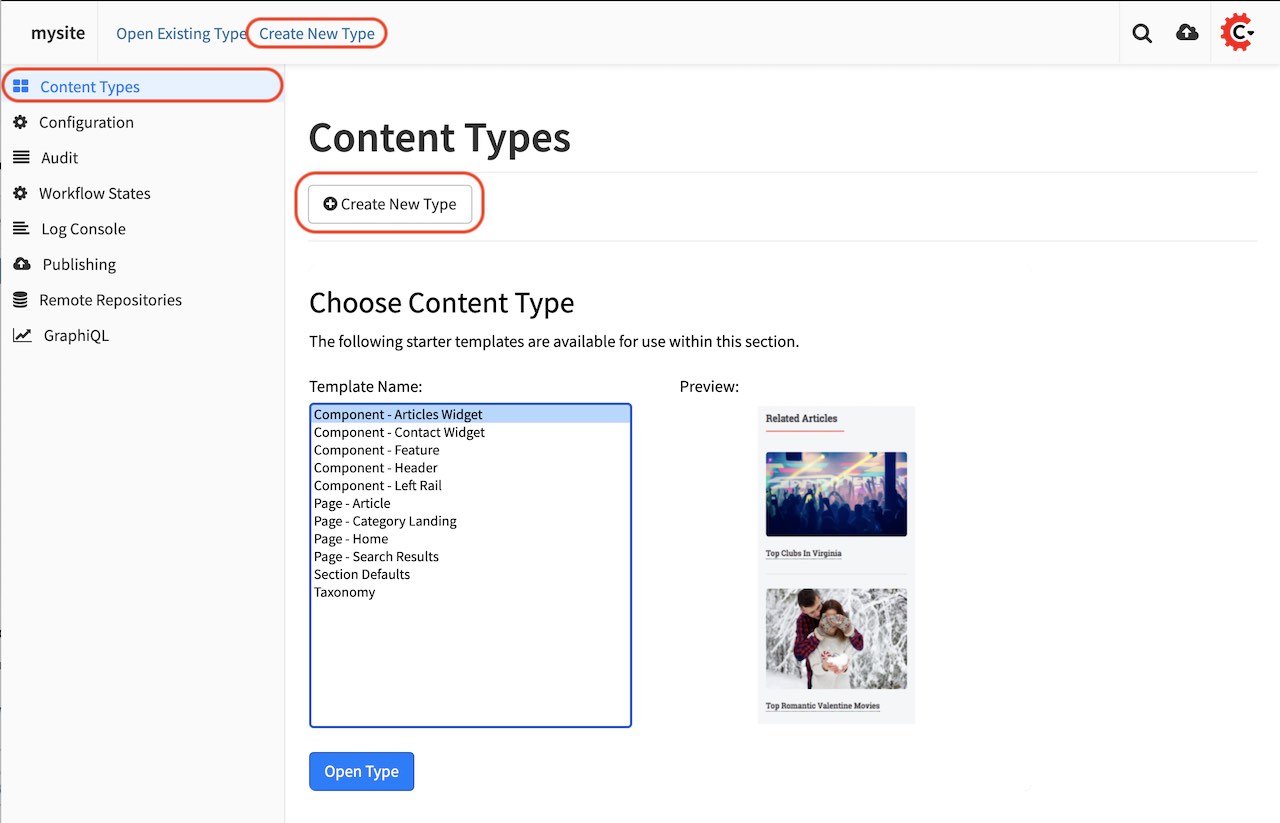 mysite
Open Existing Type
Create New Type
C
Content Types
Configuration
Audit
Workflow States
Log Console
Publishing
Remote Repositories
GraphiQL
Content Types
Create New Type
Choose Content Type
The following starter templates are available for use within this section.
Template Name:
Component - Articles Widget
Component - Contact Widget
Component - Feature
Component - Header
Component - Left Rail
Page - Article
Page - Category Landing
Page - Home
Page - Search Results
Section Defaults
Taxonomy
Preview:
Related Articles
Top Clubs In Virginia
Top Romantic Valentine Movies
Open Type